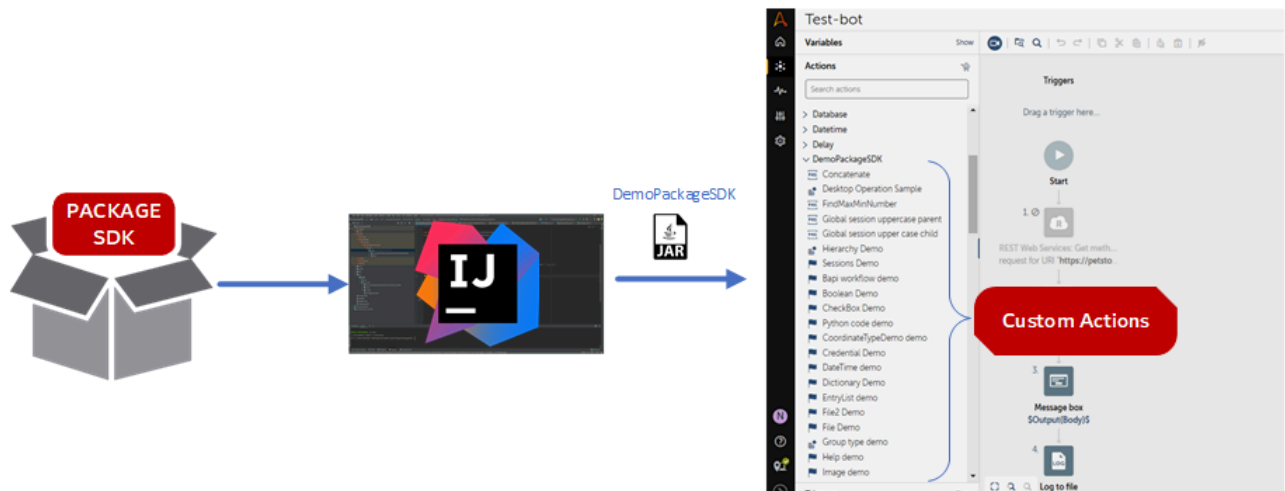 PACKAGE
SDK
IJ
DemoPackageSDK
JAR
Test-bot
Variables
Show
Actions
Search actions
Database
Datetime
Delay
DemoPackageSDK
Concatenate
Desktop Operation Sample
FindMaxMinNumber
Global session uppercase parent
Global session upper case child
Hierarchy Demo
Sessions Demo
Bapi workflow demo
Boolean Demo
CheckBox Demo
Python code demo
CoordinateTypeDemo demo
Credential Demo
DateTime demo
Dictionary Demo
EntryList demo
File2 Demo
File Demo
Group type demo
Help demo
Image demo
N
Triggers
Drag a trigger here...
Start
1.
REST Web Services: Get meth...
request for URI "https://petsto
Custom Actions
3.
Message box
$Output{Body}$
4.
LOG
Log to file